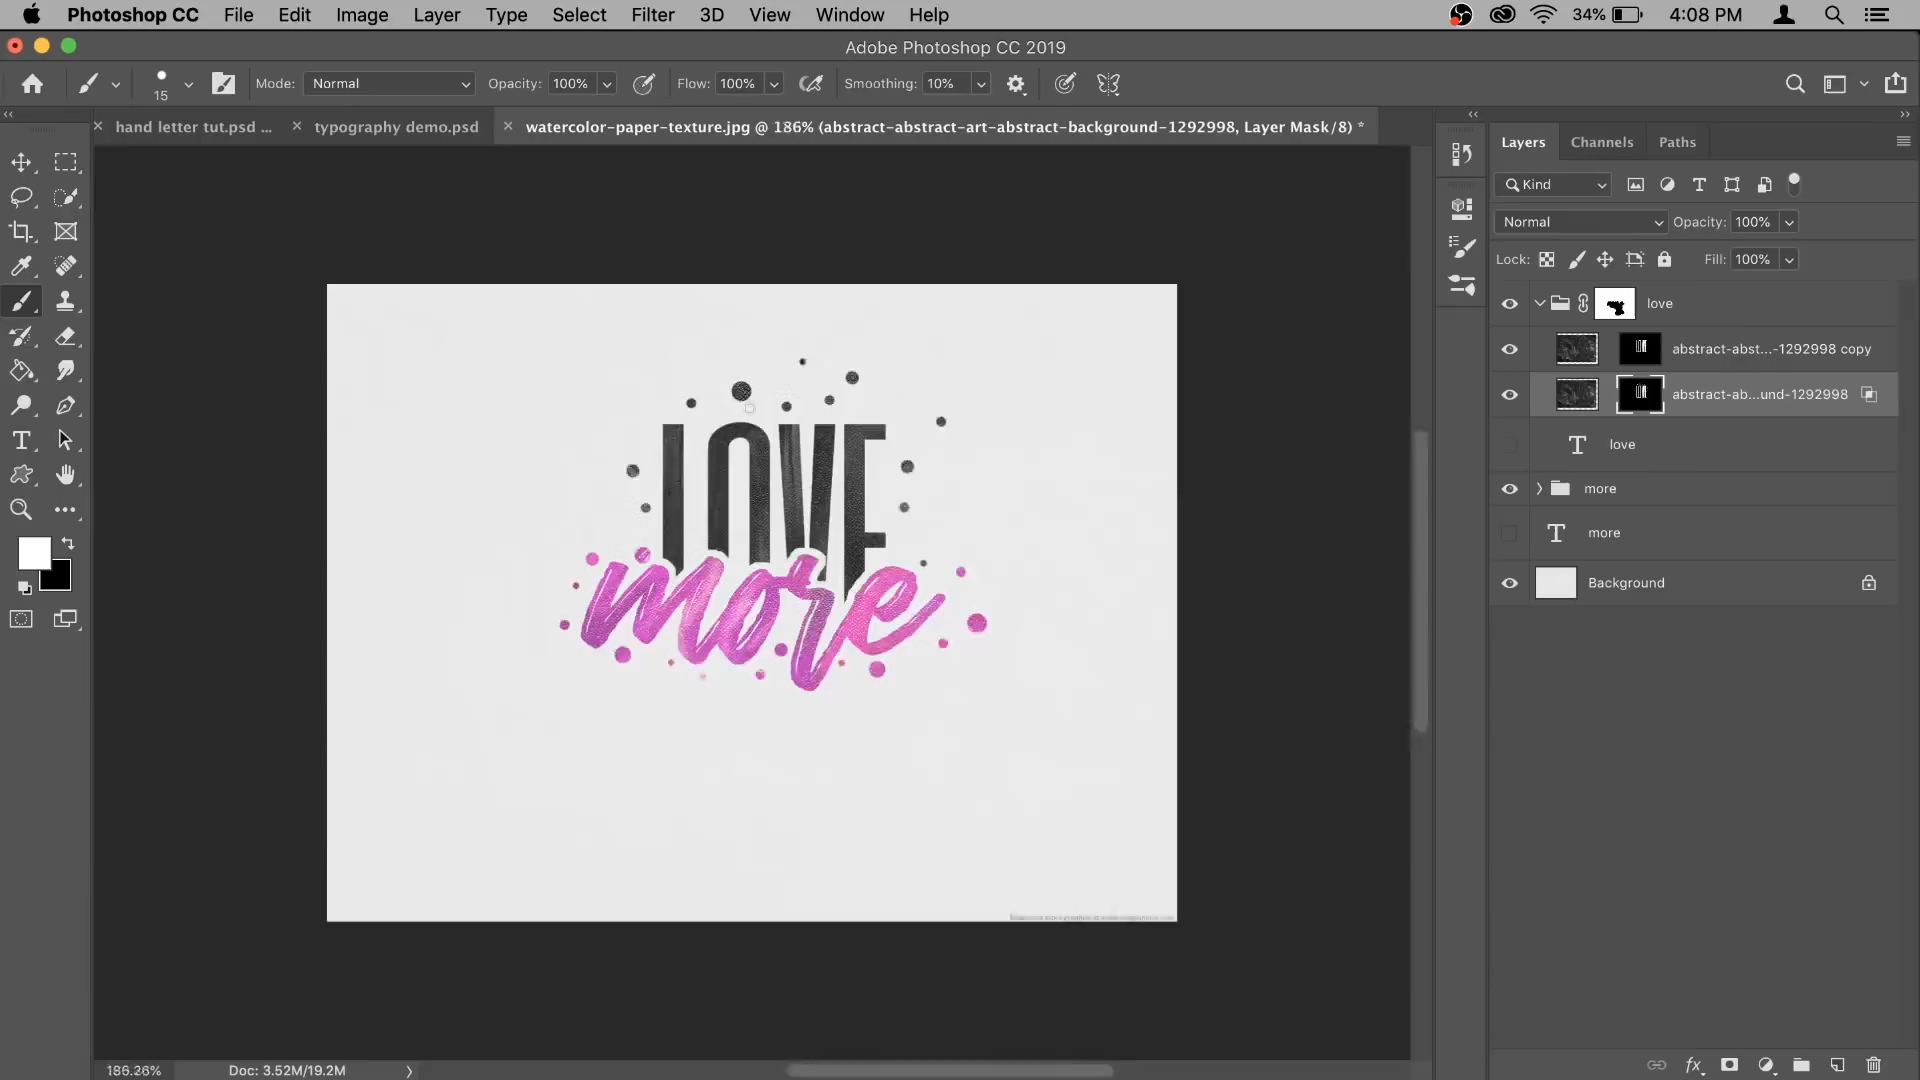 Photoshop CC File Edit Image Layer Type Select Filter 3D View Window Help 34% 4:08 PM
Adobe Photoshop CC 2019
15 Mode: Normal Opacity: 100% Flow: 100% Smoothing: 10%
hand letter tut.psd ... typography demo.psd watercolor-paper-texture.jpg @ 186% (abstract-abstract-art-abstract-background-1292998, Layer Mask/8) *
Layers Channels Paths
Kind
Normal Opacity: 100%
Lock: Fill: 100%
love
abstract-abst...-1292998 copy
abstract-ab...und-1292998
love
more
more
Background
LOVE
more
186.26% Doc: 3.52M/19.2M